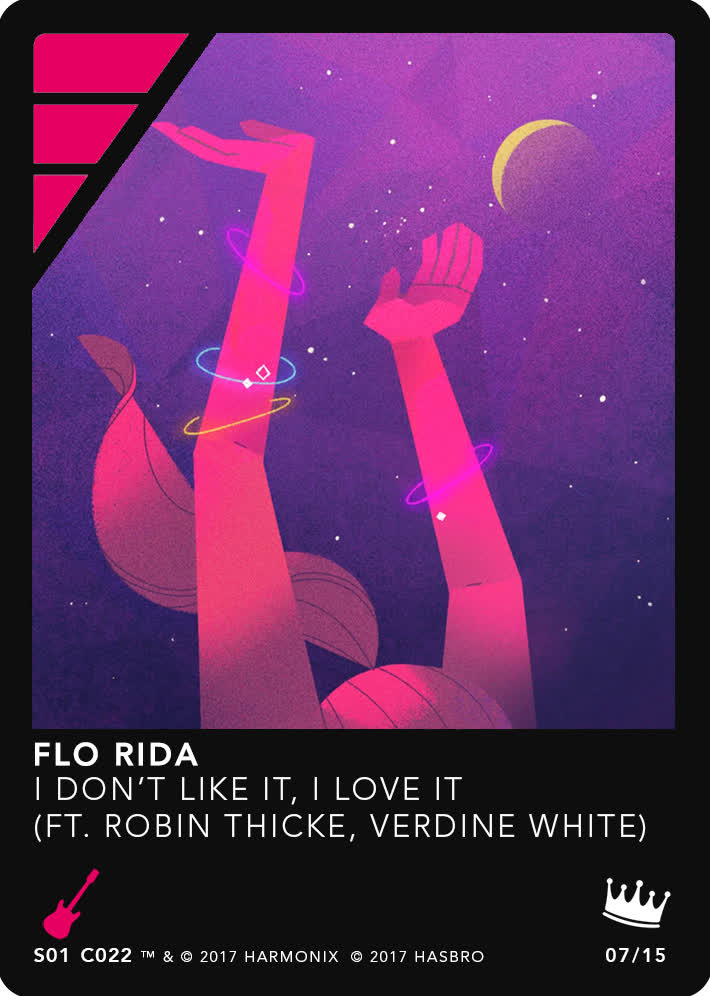 FLO RIDA
I DON'T LIKE IT, I LOVE IT
(FT. ROBIN THICKE, VERDINE WHITE)
S01 C022 ™ & © 2017 HARMONIX © 2017 HASBRO 07/15